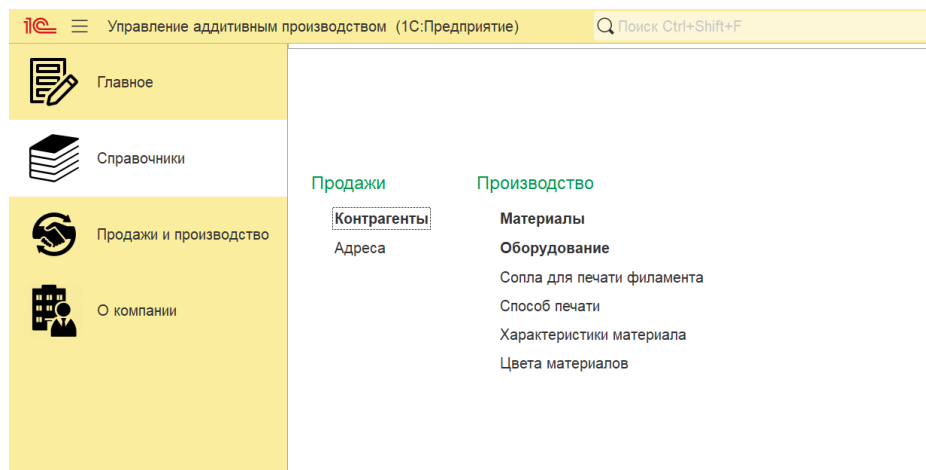 1С Управление аддитивным производством (1С:Предприятие) Поиск Ctrl+Shift+F
Главное
Справочники
Продажи и производство
О компании
Продажи
Контрагенты
Адреса
Производство
Материалы
Оборудование
Сопла для печати филамента
Способ печати
Характеристики материала
Цвета материалов